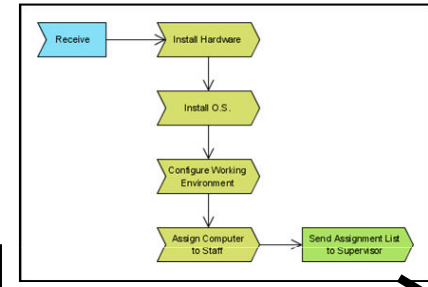 Receive
Install Hardware
Install O.S.
Configure Working
Environment
Assign Computer
to Staff
Send Assignment List
to Supervisor